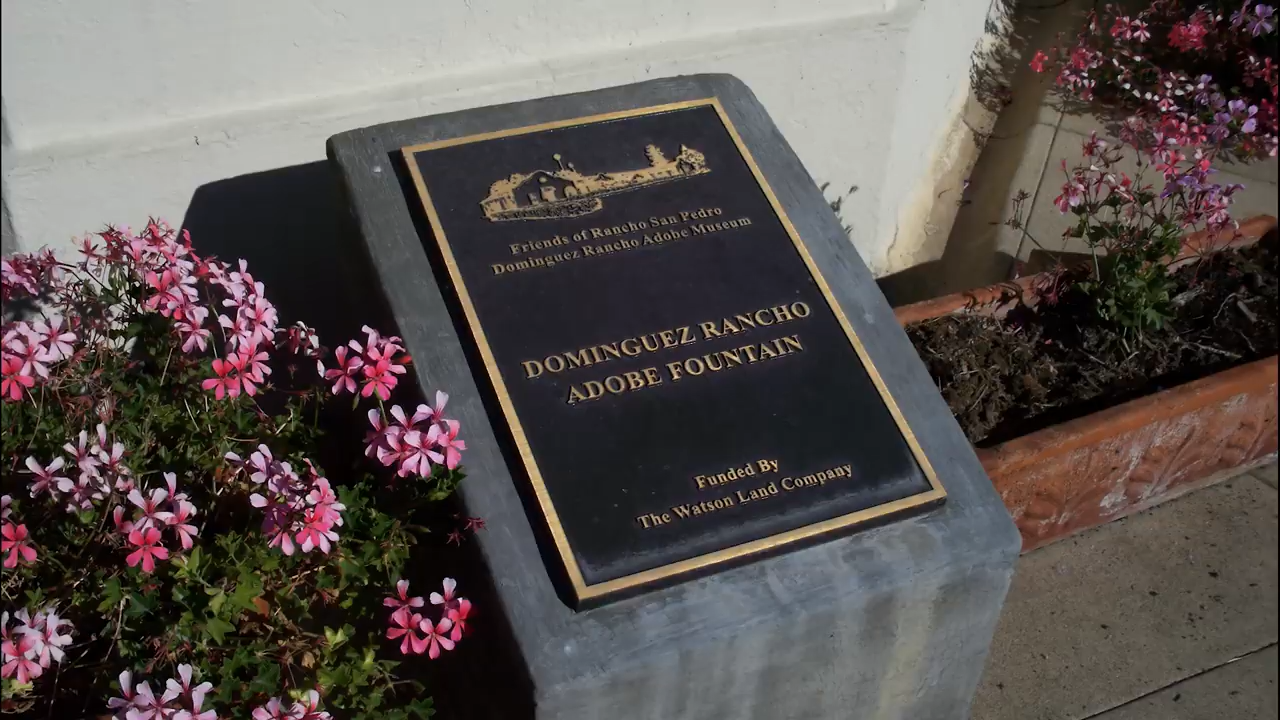 Friends of Rancho San Pedro
Dominguez Rancho Adobe Museum
DOMINGUEZ RANCHO
ADOBE FOUNTAIN
Funded By
The Watson Land Company